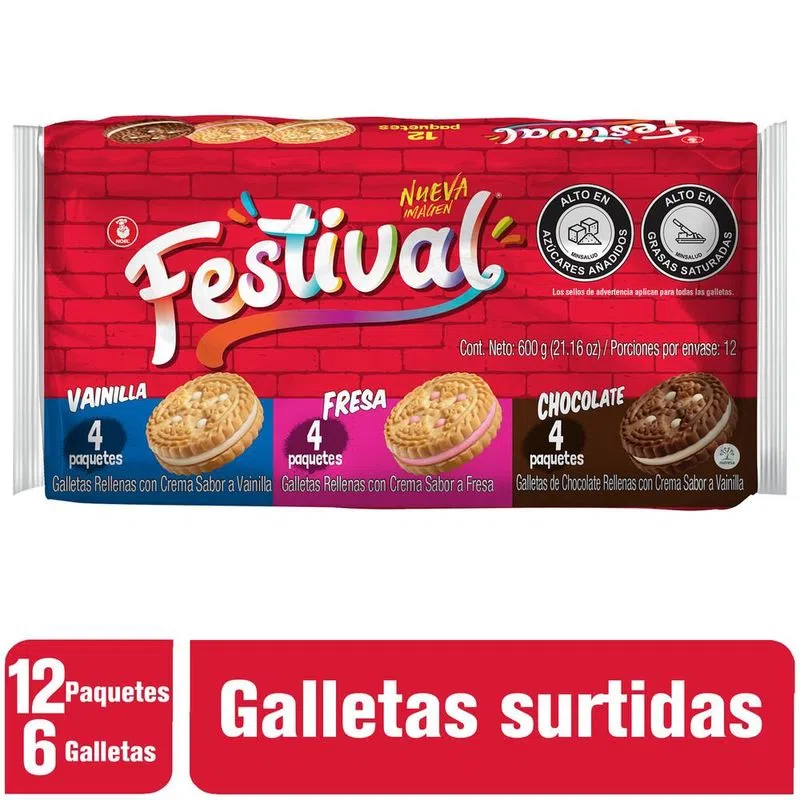 12
paquetes
Festival
NOEL
NUEVA
IMAGEN
Festival
ALTO EN
AZÚCARES AÑADIDOS
MINSALUD
ALTO EN
GRASAS SATURADAS
MINSALUD
Los sellos de advertencia aplican para todas las galletas.
Cont. Neto: 600 g (21.16 oz) / Porciones por envase: 12
VAINILLA
4
paquetes
Galletas Rellenas con Crema Sabor a Vainilla
FRESA
4
paquetes
Galletas Rellenas con Crema Sabor a Fresa
CHOCOLATE
4
paquetes
Galletas de Chocolate Rellenas con Crema Sabor a Vainilla
nutresa
12 Paquetes
6 Galletas
Galletas surtidas